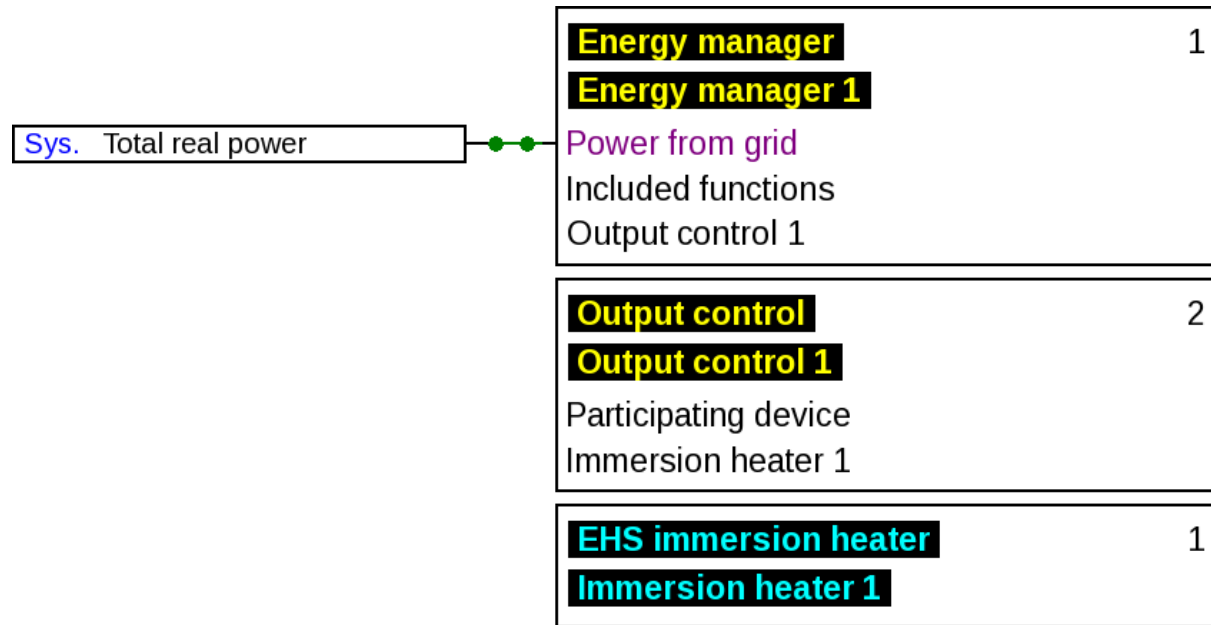 Energy manager 1
Energy manager 1
Sys. Total real power
Power from grid
Included functions
Output control 1
Output control 2
Output control 1
Participating device
Immersion heater 1
EHS immersion heater 1
Immersion heater 1